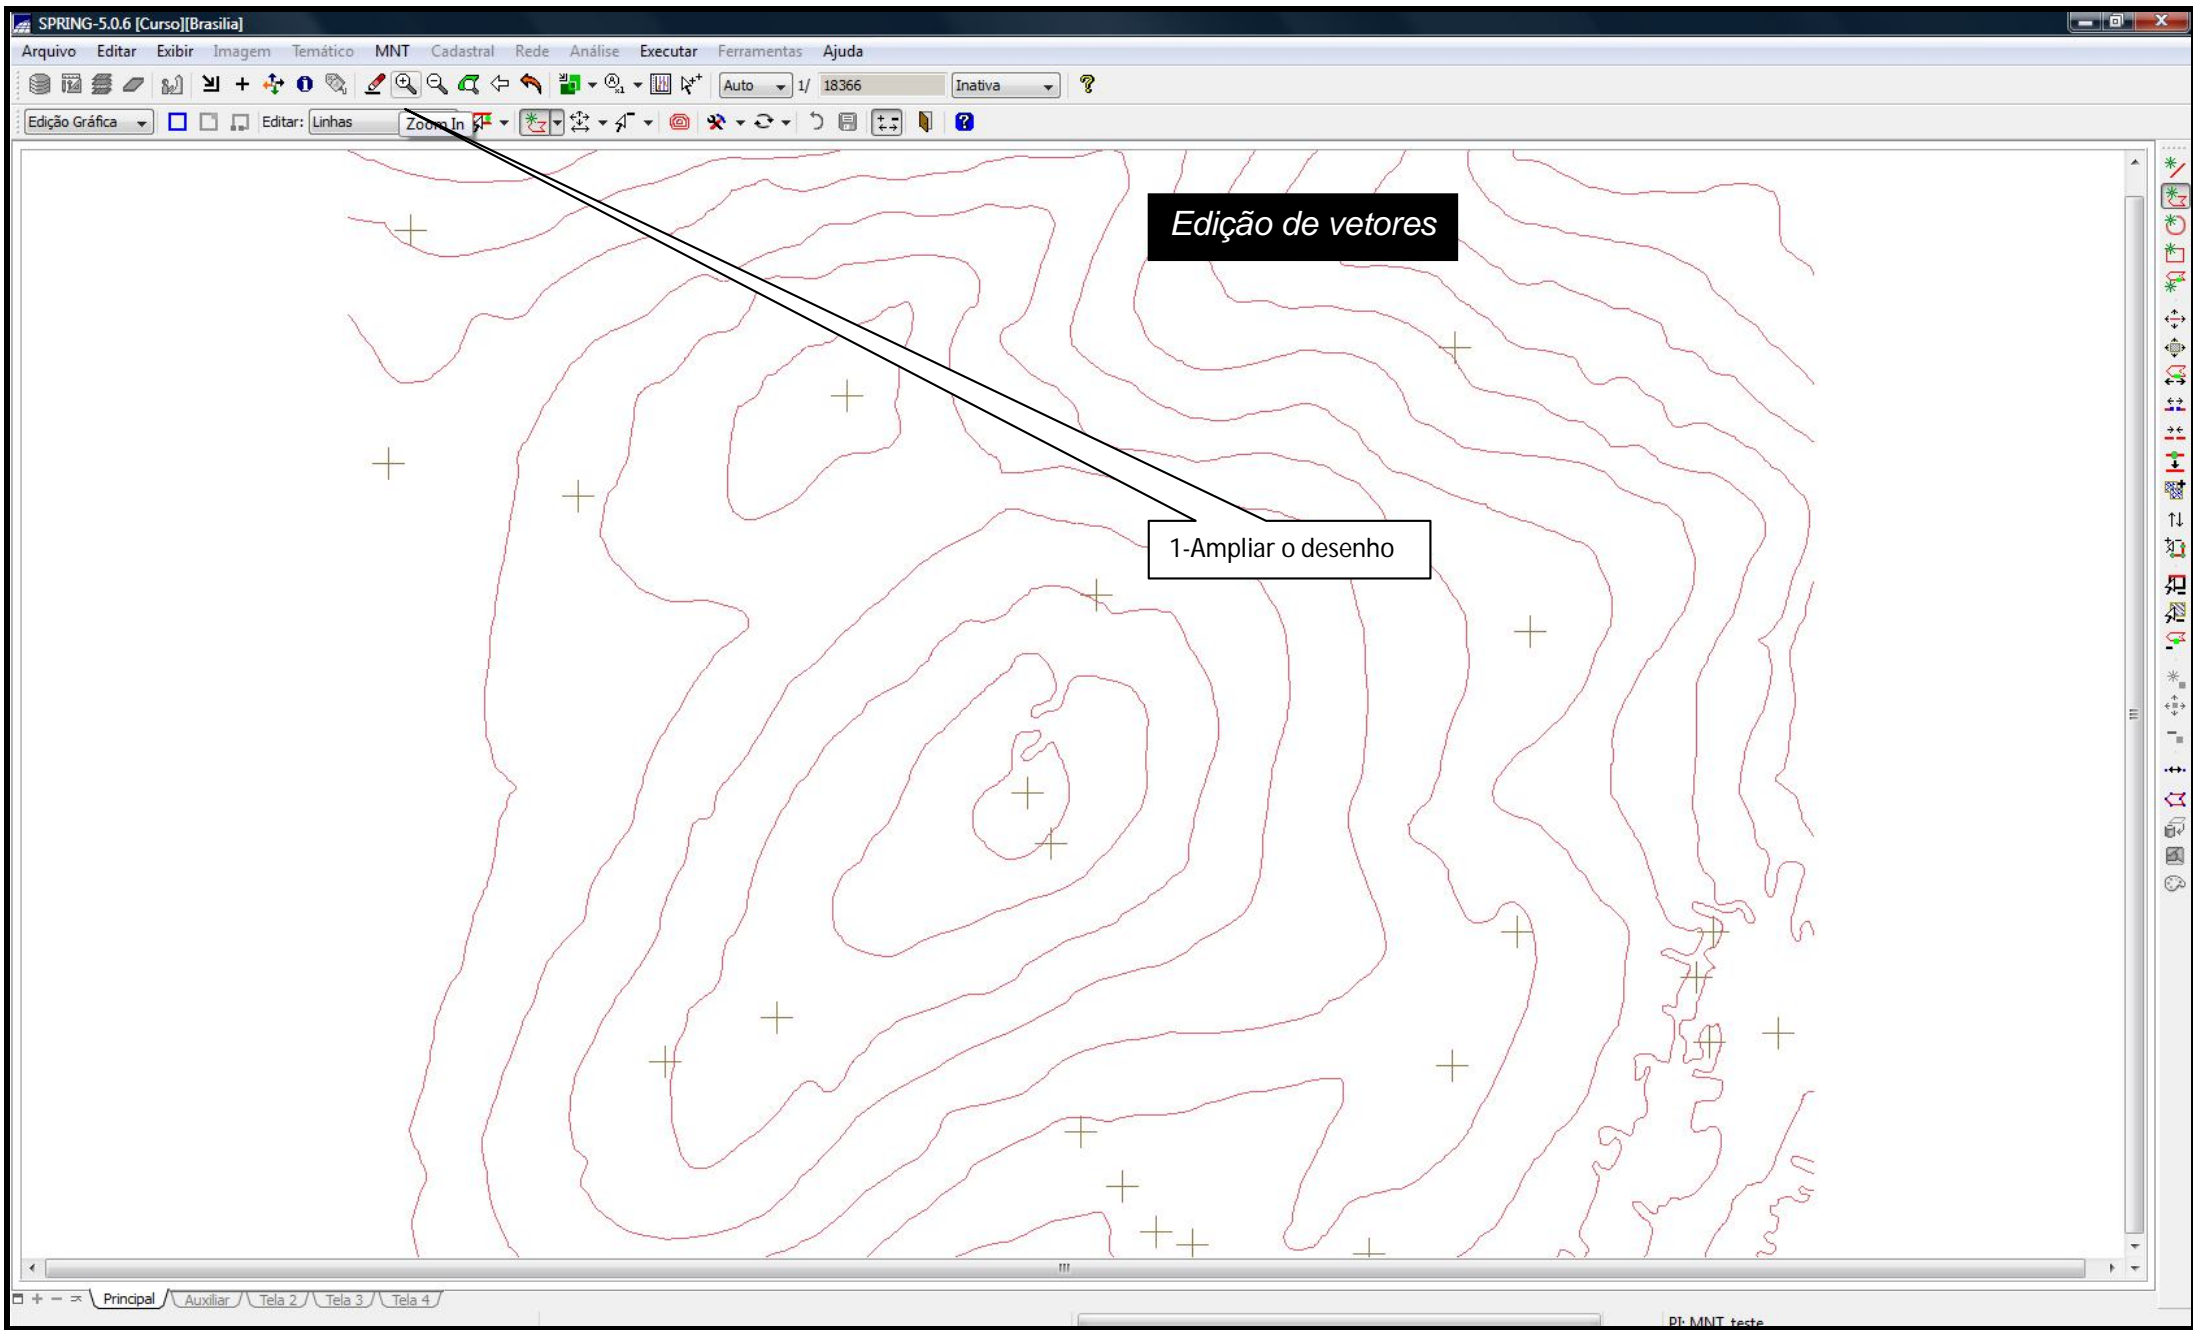 SPRING-5.0.6 [Curso][Brasilia]
Arquivo Editar Exibir Imagem Temático MNT Cadastral Rede Análise Executar Ferramentas Ajuda
Auto 1/ 18366 Inativa
Edição Gráfica Editar: Linhas Zoom In
Edição de vetores
1-Ampliar o desenho
Principal Auxiliar Tela 2 Tela 3 Tela 4
PI: MNT_teste